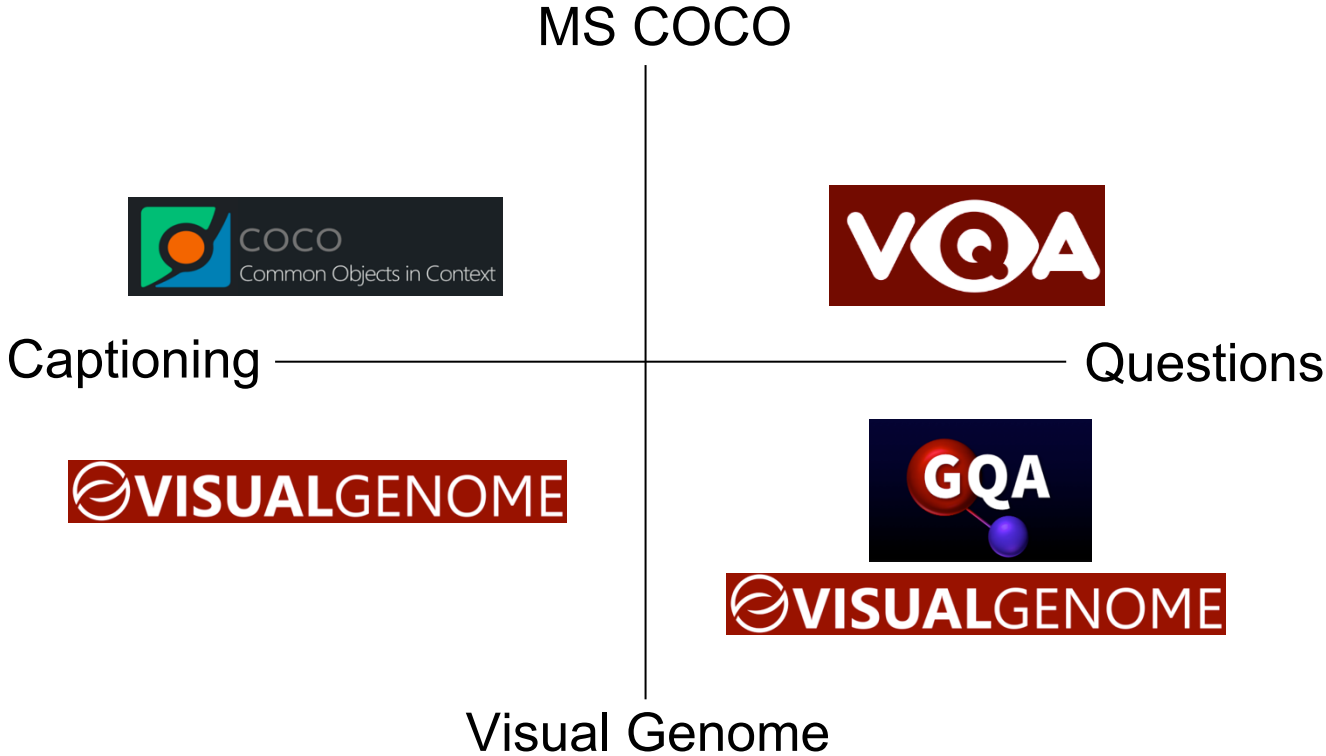 MS COCO
COCO
Common Objects in Context
VQA
Captioning
Questions
VISUALGENOME
GQA
VISUALGENOME
Visual Genome